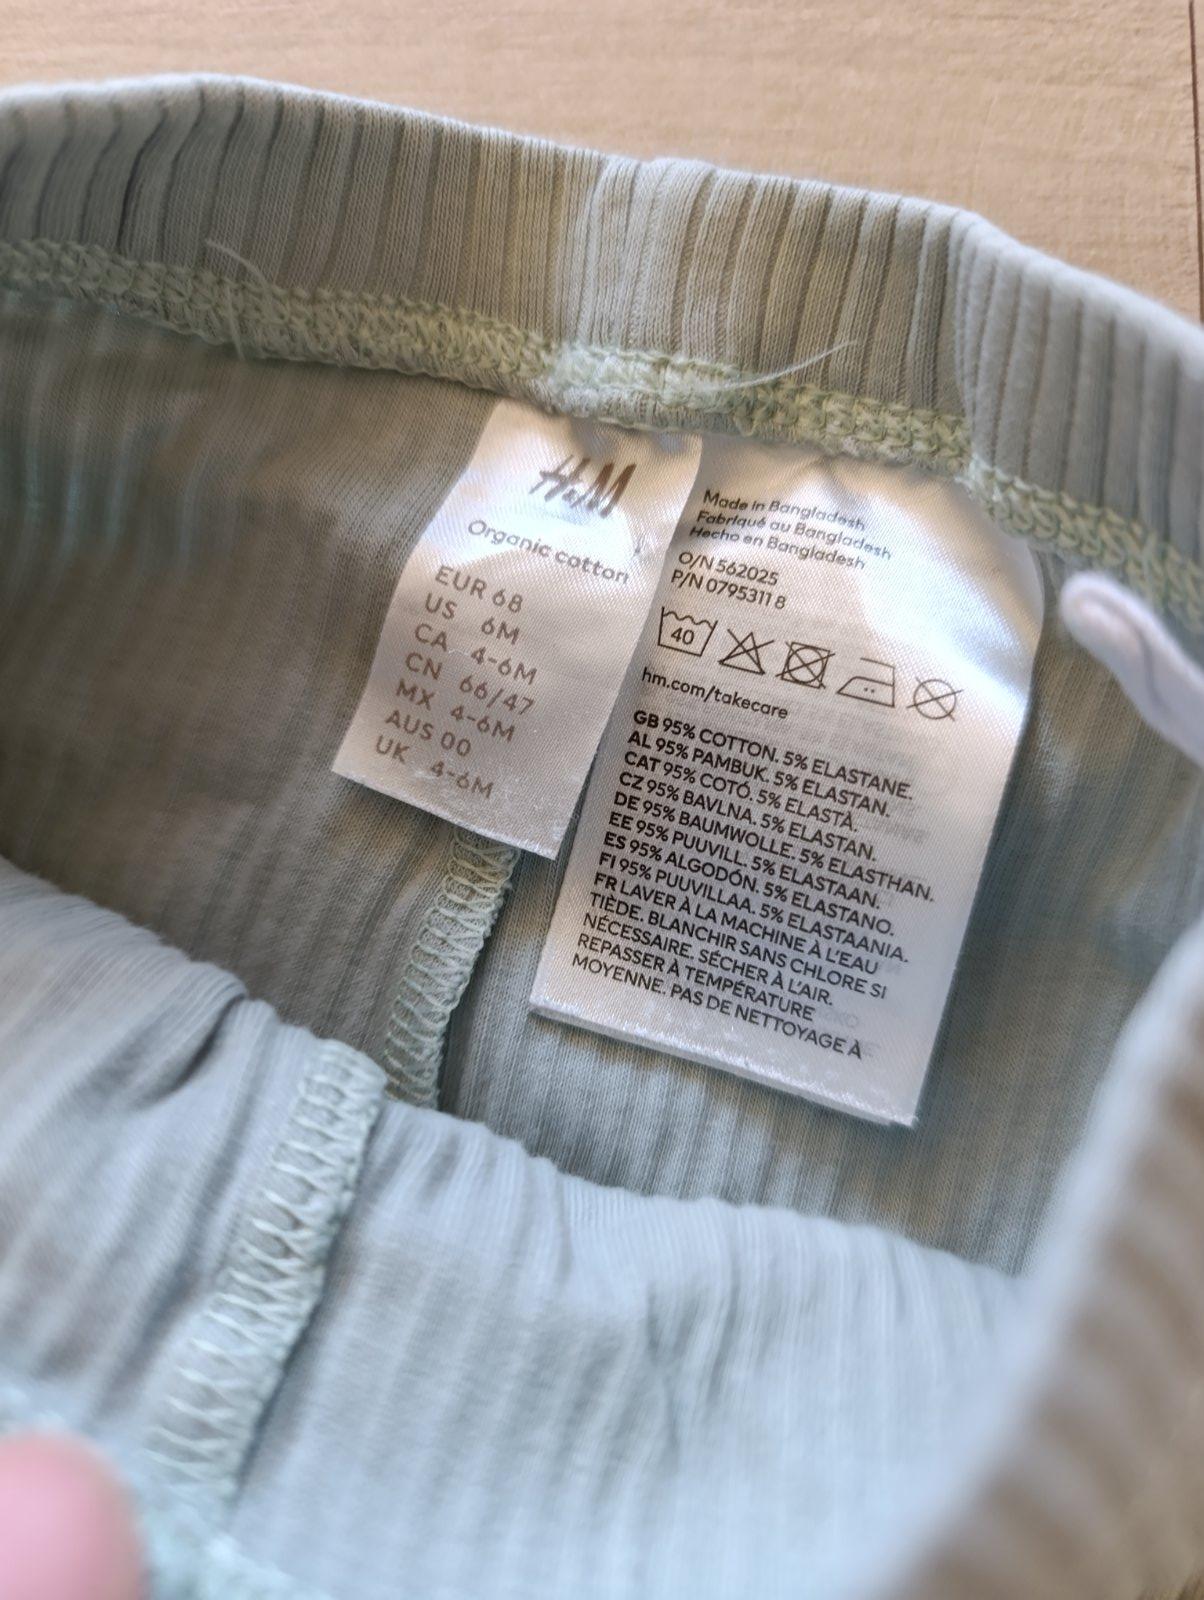 H&M
Organic cotton
EUR 68
US 6M
CA 4-6M
CN 66/47
MX 4-6M
AUS 00
UK 4-6M
Made in Bangladesh
Fabriqué au Bangladesh
Hecho en Bangladesh
O/N 562025
P/N 0795311 8
40
hm.com/takecare
GB 95% COTTON. 5% ELASTANE.
AL 95% PAMBUK. 5% ELASTAN.
CAT 95% COTÓ. 5% ELASTÀ.
CZ 95% BAVLNA. 5% ELASTAN.
DE 95% BAUMWOLLE. 5% ELASTHAN.
EE 95% PUUVILL. 5% ELASTAAN.
ES 95% ALGODÓN. 5% ELASTANO.
FI 95% PUUVILLAA. 5% ELASTAANIA.
FR LAVER À LA MACHINE À L'EAU
TIÈDE. BLANCHIR SANS CHLORE SI
NÉCESSAIRE. SÉCHER À L'AIR.
REPASSER À TEMPÉRATURE
MOYENNE. PAS DE NETTOYAGE À